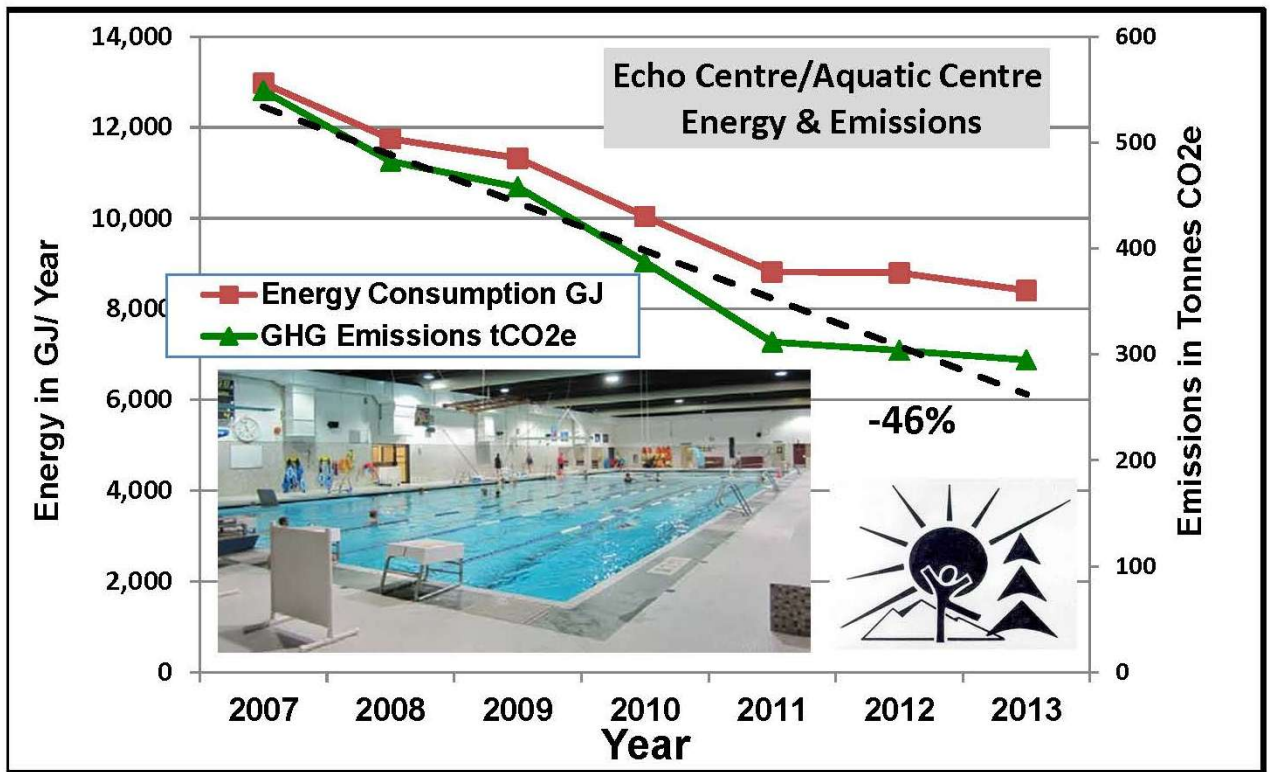 Echo Centre/Aquatic Centre
Energy & Emissions
Energy in GJ/ Year
14,000
12,000
10,000
8,000
6,000
4,000
2,000
0
Energy Consumption GJ
GHG Emissions tCO2e
-46%
600
500
400
300
200
100
0
Emissions in Tonnes CO2e
2007 2008 2009 2010 2011 2012 2013
Year